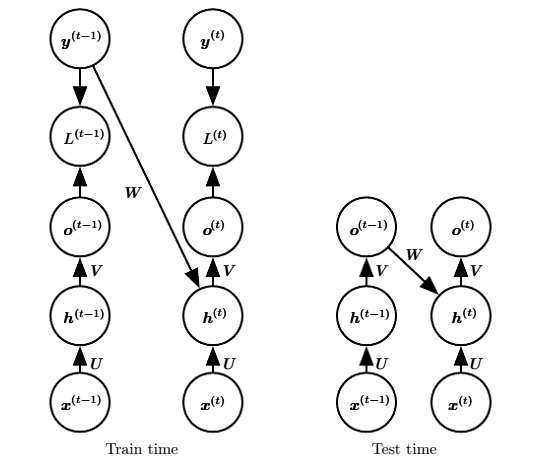 y^(t−1) y^(t)
L^(t−1) L^(t)
W
o^(t−1) o^(t) o^(t−1) o^(t)
W
V V V V
h^(t−1) h^(t) h^(t−1) h^(t)
U U U U
x^(t−1) x^(t) x^(t−1) x^(t)
Train time Test time